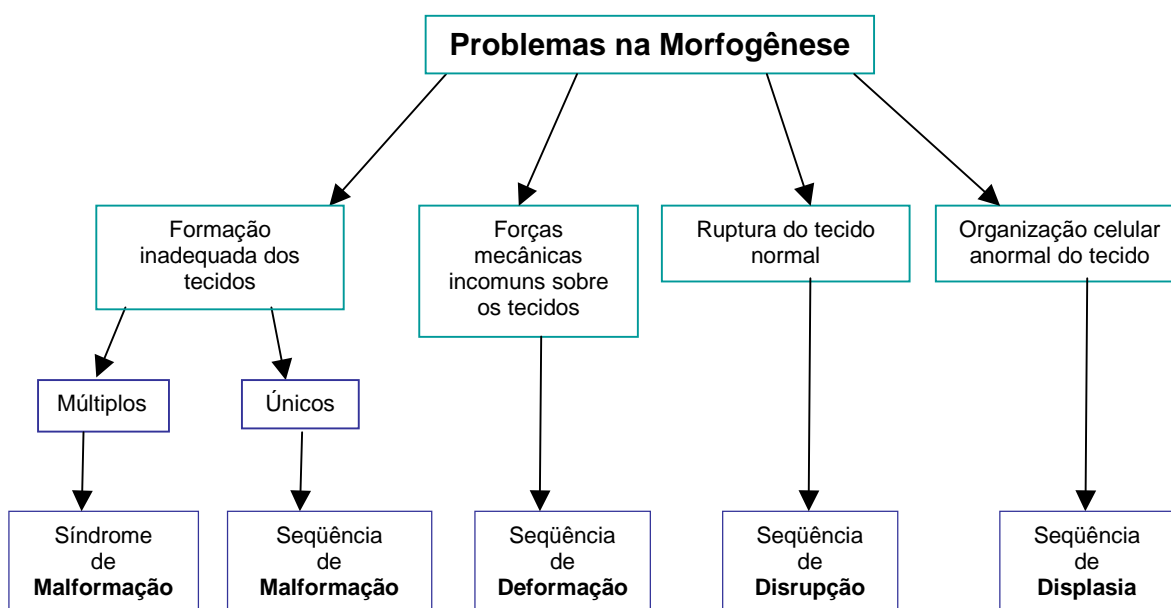 Problemas na Morfogênese
Formação
inadequada dos
tecidos
Forças
mecânicas
incomuns sobre
os tecidos
Ruptura do tecido
normal
Organização celular
anormal do tecido
Múltiplos
Únicos
Síndrome
de
Malformação
Seqüência
de
Malformação
Seqüência
de
Deformação
Seqüência
de
Disrupção
Seqüência
de
Displasia